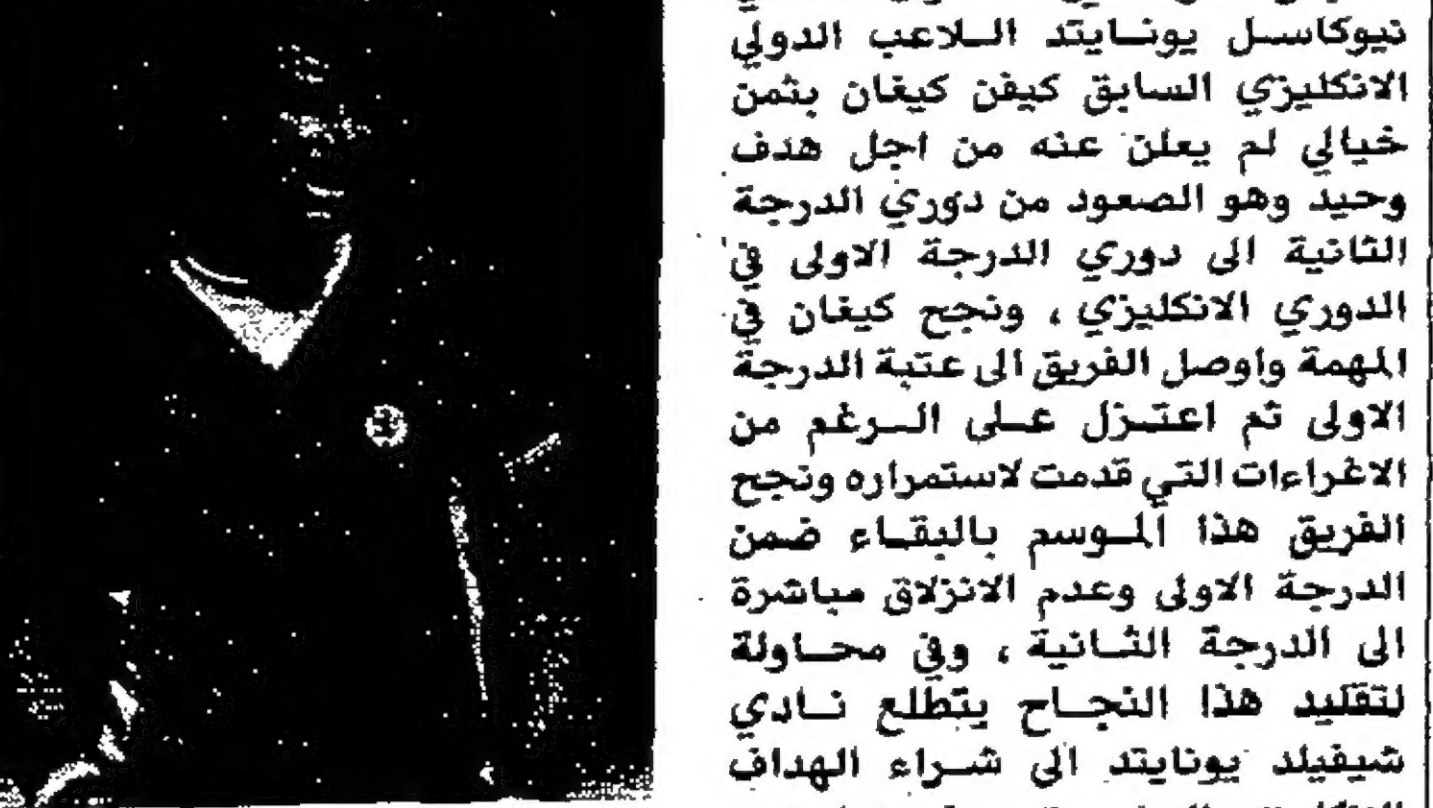 نيوكاسل يونايتد اللاعب الدولي
الانكليزي السابق كيفن كيغان بثمن
خيالي لم يعلن عنه من اجل هدف
وحيد وهو الصعود من دوري الدرجة
الثانية الى دوري الدرجة الاولى في
الدوري الانكليزي ، ونجح كيغان في
المهمة واوصل الفريق الى عتبة الدرجة
الاولى ثم اعتزل على الرغم من
الاغراءات التي قدمت لاستمراره ونجح
الفريق هذا الموسم بالبقاء ضمن
الدرجة الاولى وعدم الانزلاق مباشرة
الى الدرجة الثانية ، وفي محاولة
لتقليد هذا النجاح يتطلع نادي
شيفيلد يونايتد الى شراء الهداف